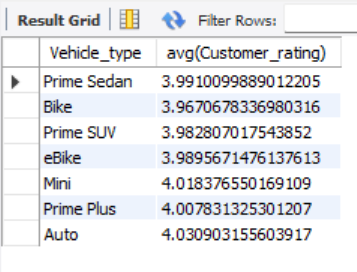 Result Grid Filter Rows:
Vehicle_type avg(Customer_rating)
Prime Sedan 3.9910099889012205
Bike 3.9670678336980316
Prime SUV 3.982807017543852
eBike 3.9895671476137613
Mini 4.018376550169109
Prime Plus 4.007831325301207
Auto 4.030903155603917